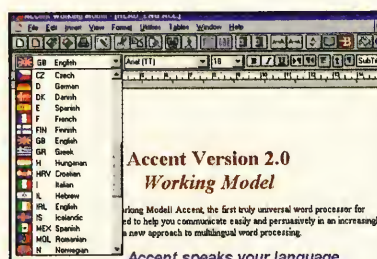 Accent Working Model - [READ_ENG.ACC]
File Edit Insert View Format Utilities Tables Window Help
GB English Arial (TT) 18
CZ Czech
D German
DK Danish
E Spanish
F French
FIN Finnish
GB English
GR Greek
H Hungarian
HRV Croatian
I Italian
IL Hebrew
IRL English
IS Icelandic
MEX Spanish
MOL Romanian
N Norwegian
Accent Version 2.0
Working Model
Working Model Accent, the first truly universal word processor for
ed to help you communicate easily and persuasively in an increasingl
a new approach to multilingual word processing.
Accent speaks your language